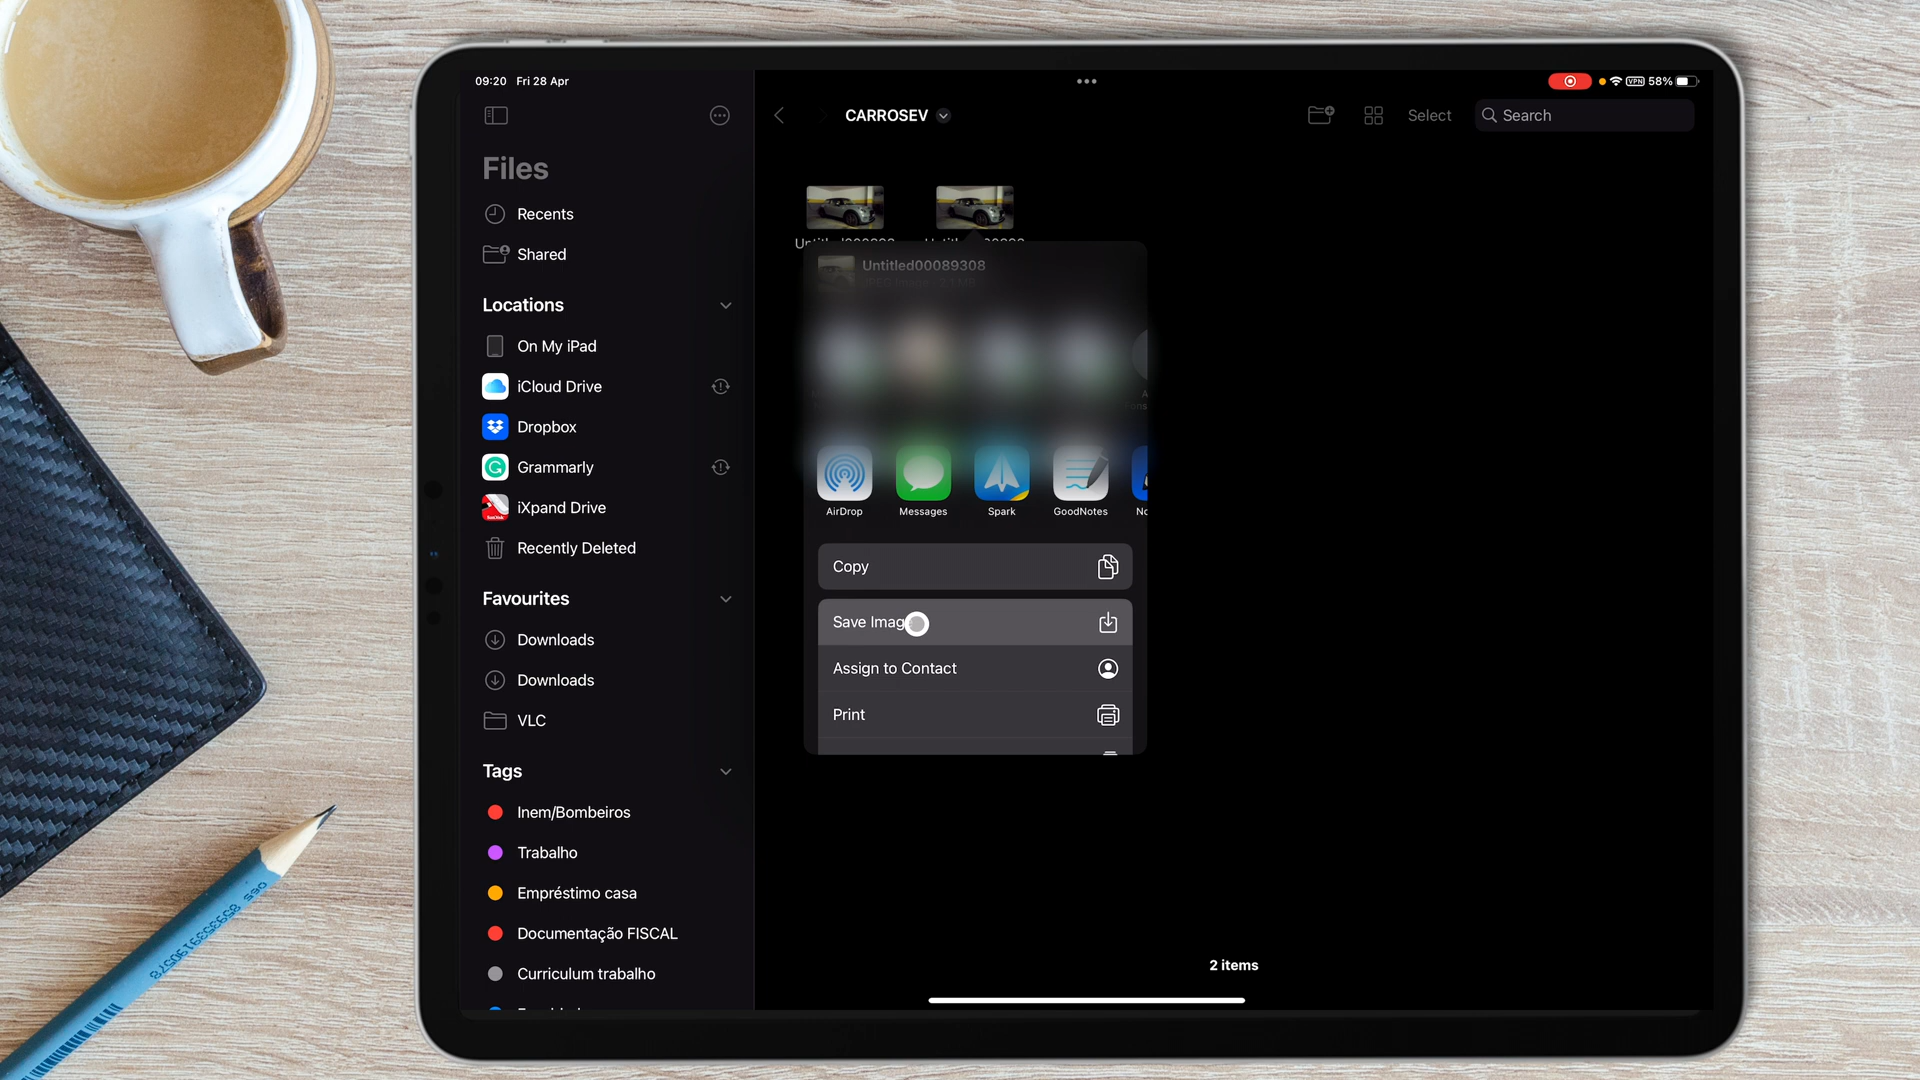 09:20 Fri 28 Apr
VPN 58%
CARROSEV
Select
Search
Files
Recents
Shared
Locations
On My iPad
iCloud Drive
Dropbox
Grammarly
iXpand Drive
Recently Deleted
Favourites
Downloads
Downloads
VLC
Tags
Inem/Bombeiros
Trabalho
Empréstimo casa
Documentação FISCAL
Curriculum trabalho
Untitled00089308
AirDrop
Messages
Spark
GoodNotes
Copy
Save Imag
Assign to Contact
Print
2 items